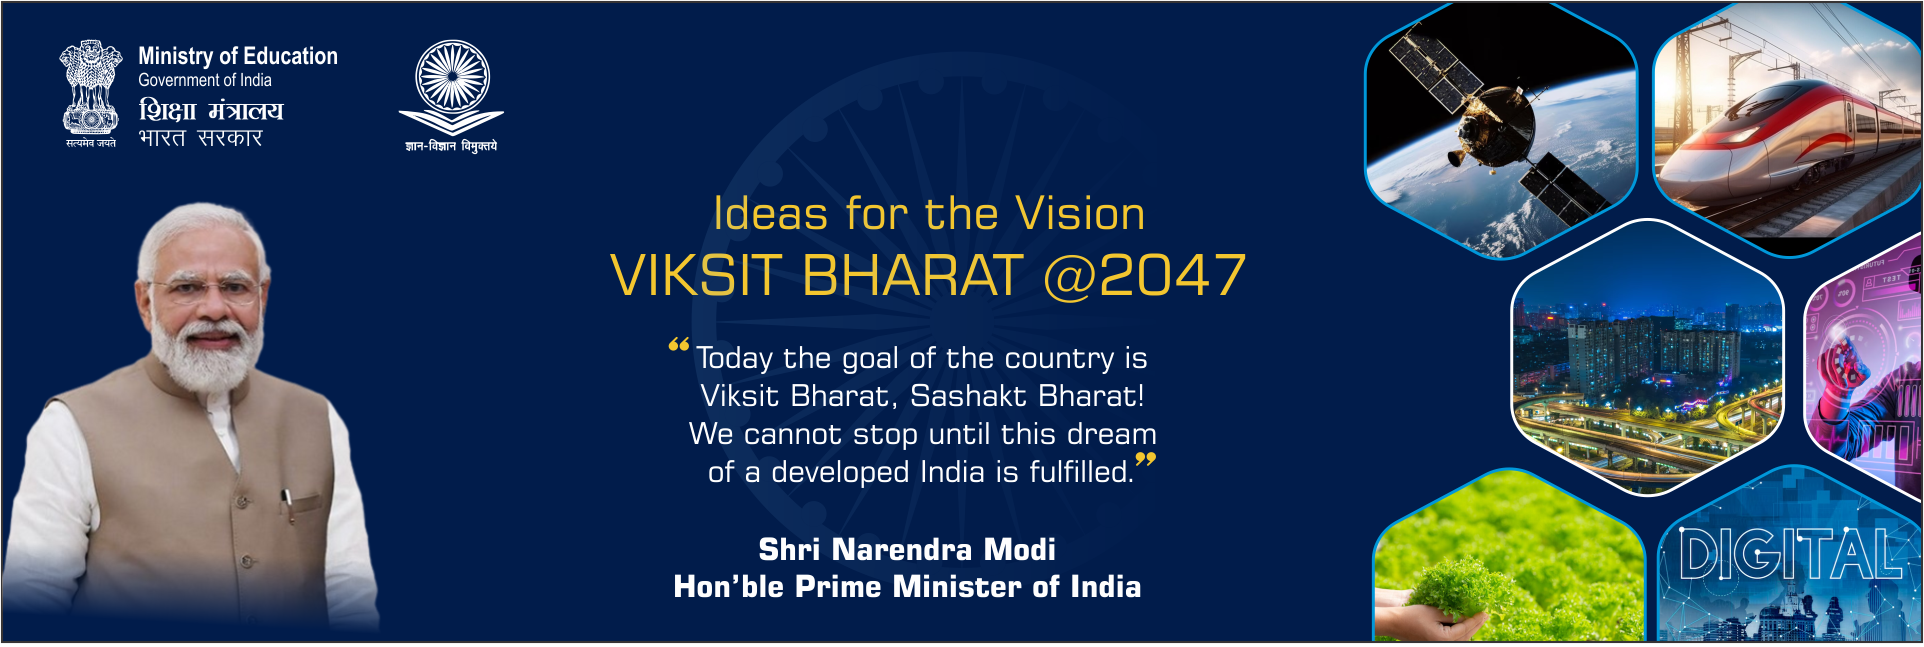 Ministry of Education
Government of India
शिक्षा मंत्रालय
भारत सरकार
सत्यमेव जयते
ज्ञान-विज्ञान विमुक्तये
Ideas for the Vision
VIKSIT BHARAT @2047
“Today the goal of the country is
Viksit Bharat, Sashakt Bharat!
We cannot stop until this dream
of a developed India is fulfilled.”
Shri Narendra Modi
Hon’ble Prime Minister of India
DIGITAL